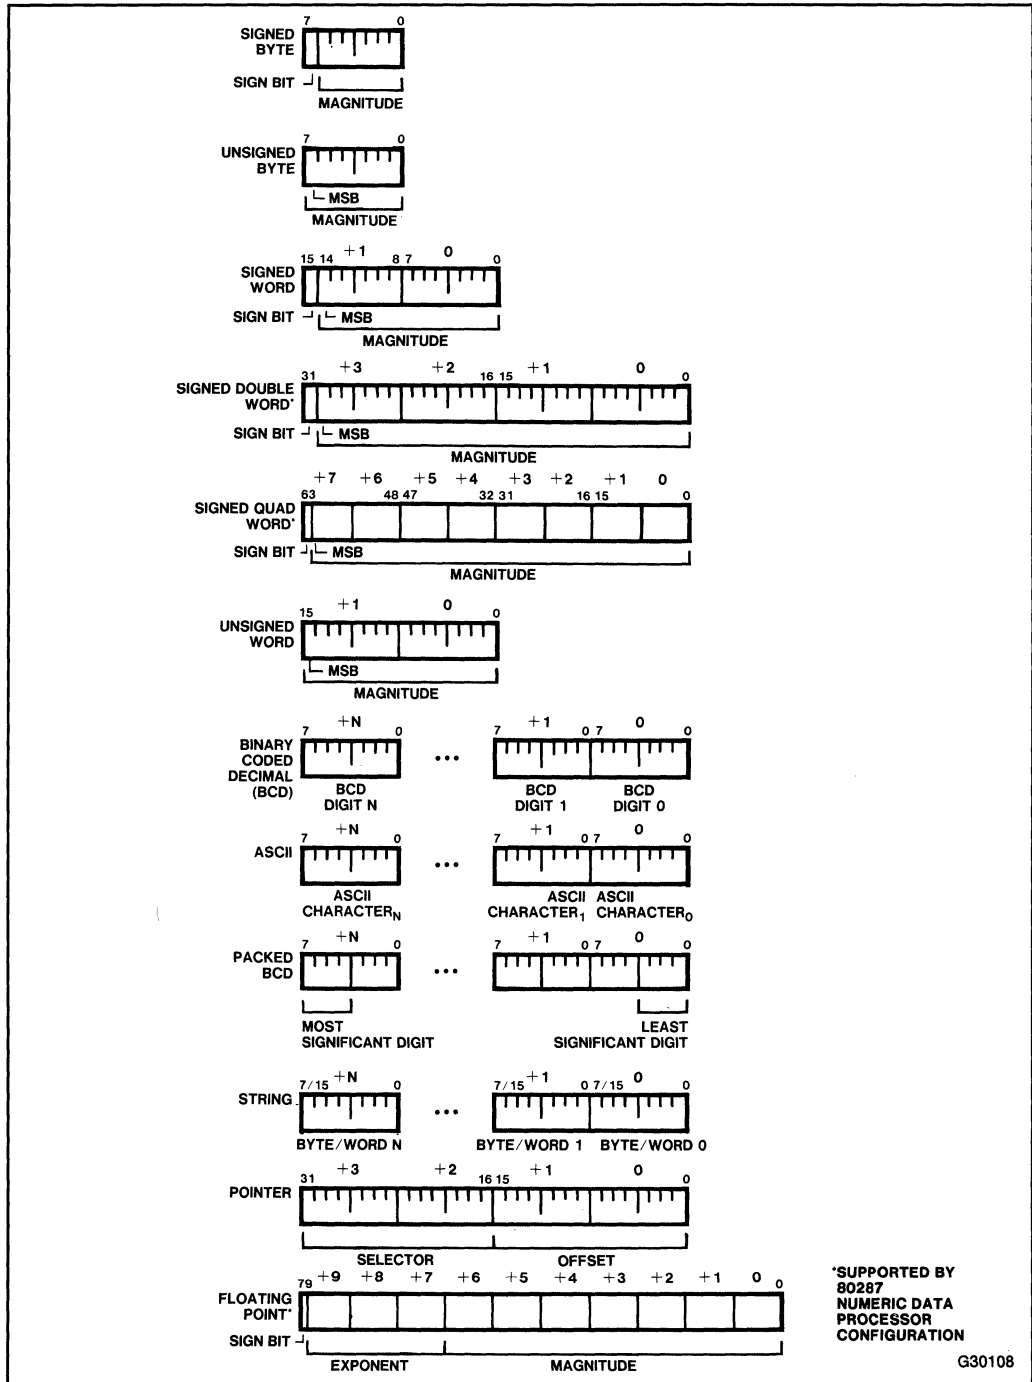 7 0
SIGNED
BYTE
SIGN BIT
MAGNITUDE
7 0
UNSIGNED
BYTE
MSB
MAGNITUDE
+1 0
15 14 8 7 0
SIGNED
WORD
SIGN BIT MSB
MAGNITUDE
+3 +2 +1 0
31 16 15 0
SIGNED DOUBLE
WORD*
SIGN BIT MSB
MAGNITUDE
+7 +6 +5 +4 +3 +2 +1 0
63 48 47 32 31 16 15 0
SIGNED QUAD
WORD*
SIGN BIT MSB
MAGNITUDE
+1 0
15 0
UNSIGNED
WORD
MSB
MAGNITUDE
+N +1 0
7 0 7 0 7 0
BINARY
CODED
DECIMAL
(BCD)
•••
BCD
DIGIT N
BCD
DIGIT 1
BCD
DIGIT 0
+N +1 0
7 0 7 0 7 0
ASCII
•••
ASCII
CHARACTERN
ASCII
CHARACTER1
ASCII
CHARACTER0
+N +1 0
7 0 7 0 7 0
PACKED
BCD
•••
MOST
SIGNIFICANT DIGIT
LEAST
SIGNIFICANT DIGIT
+N +1 0
7/15 0 7/15 0 7/15 0
STRING
•••
BYTE/WORD N BYTE/WORD 1 BYTE/WORD 0
+3 +2 +1 0
31 16 15 0
POINTER
SELECTOR OFFSET
79 +9 +8 +7 +6 +5 +4 +3 +2 +1 0 0
FLOATING
POINT*
SIGN BIT
EXPONENT MAGNITUDE
*SUPPORTED BY
80287
NUMERIC DATA
PROCESSOR
CONFIGURATION
G30108